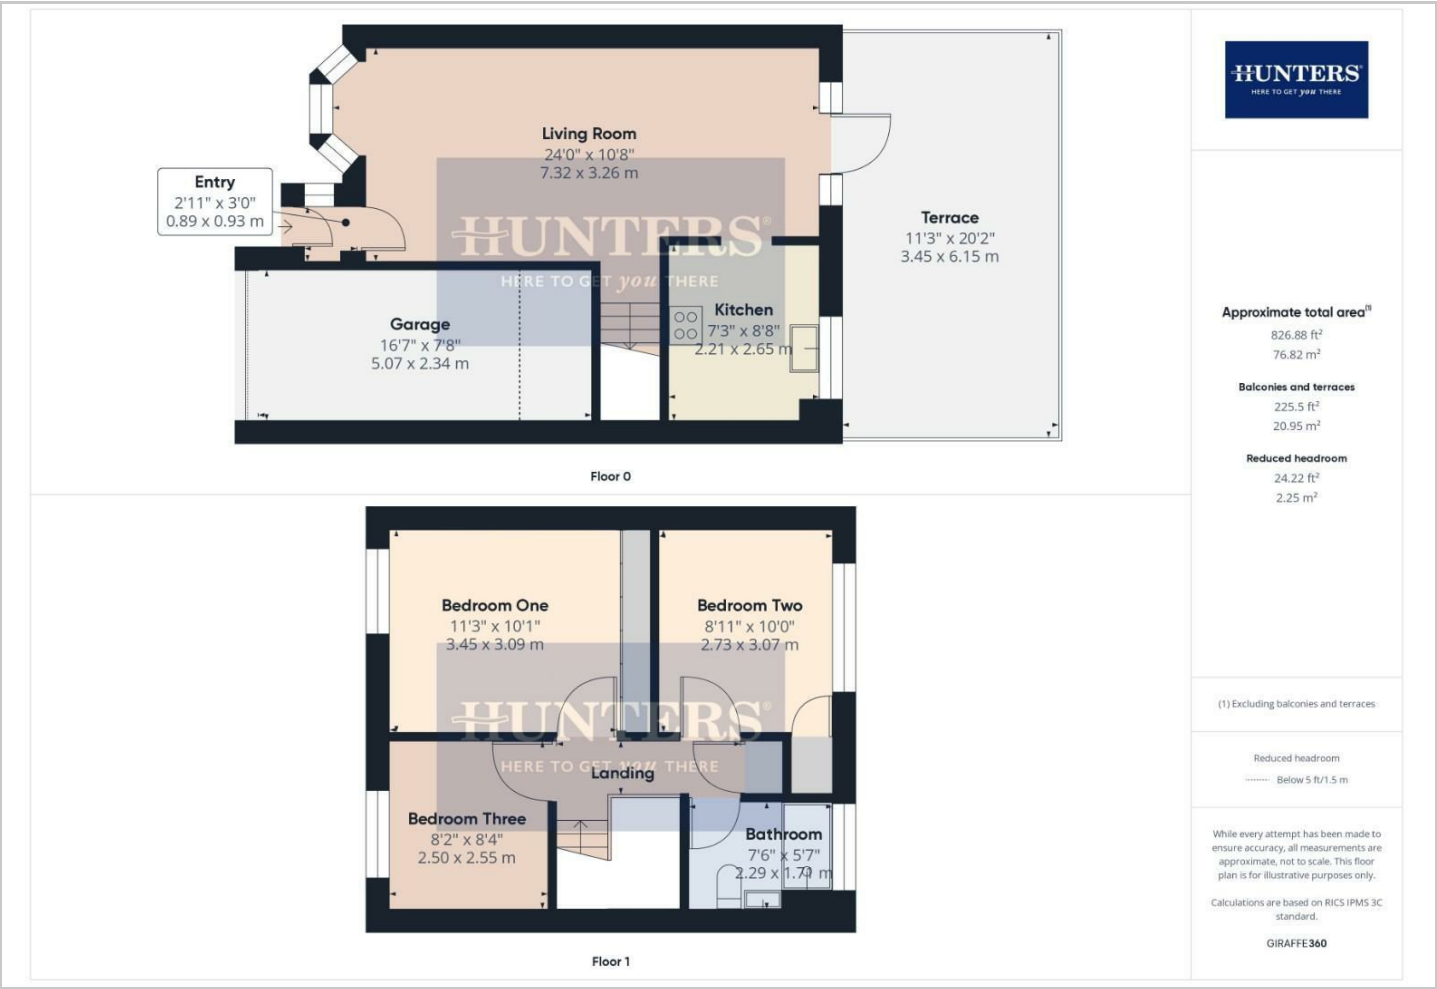 Living Room
24'0" x 10'8"
7.32 x 3.26 m
Entry
2'11" x 3'0"
0.89 x 0.93 m
HUNTERS®
HERE TO GET you THERE
Terrace
11'3" x 20'2"
3.45 x 6.15 m
Kitchen
7'3" x 8'8"
2.21 x 2.65 m
Garage
16'7" x 7'8"
5.07 x 2.34 m
Floor 0
Bedroom One
11'3" x 10'1"
3.45 x 3.09 m
Bedroom Two
8'11" x 10'0"
2.73 x 3.07 m
HUNTERS®
HERE TO GET you THERE
Landing
Bedroom Three
8'2" x 8'4"
2.50 x 2.55 m
Bathroom
7'6" x 5'7"
2.29 x 1.71 m
Floor 1
HUNTERS®
HERE TO GET you THERE
Approximate total area⁽¹⁾
826.88 ft²
76.82 m²
Balconies and terraces
225.5 ft²
20.95 m²
Reduced headroom
24.22 ft²
2.25 m²
(1) Excluding balconies and terraces
Reduced headroom
Below 5 ft/1.5 m
While every attempt has been made to
ensure accuracy, all measurements are
approximate, not to scale. This floor
plan is for illustrative purposes only.
Calculations are based on RICS IPMS 3C
standard.
GIRAFFE360